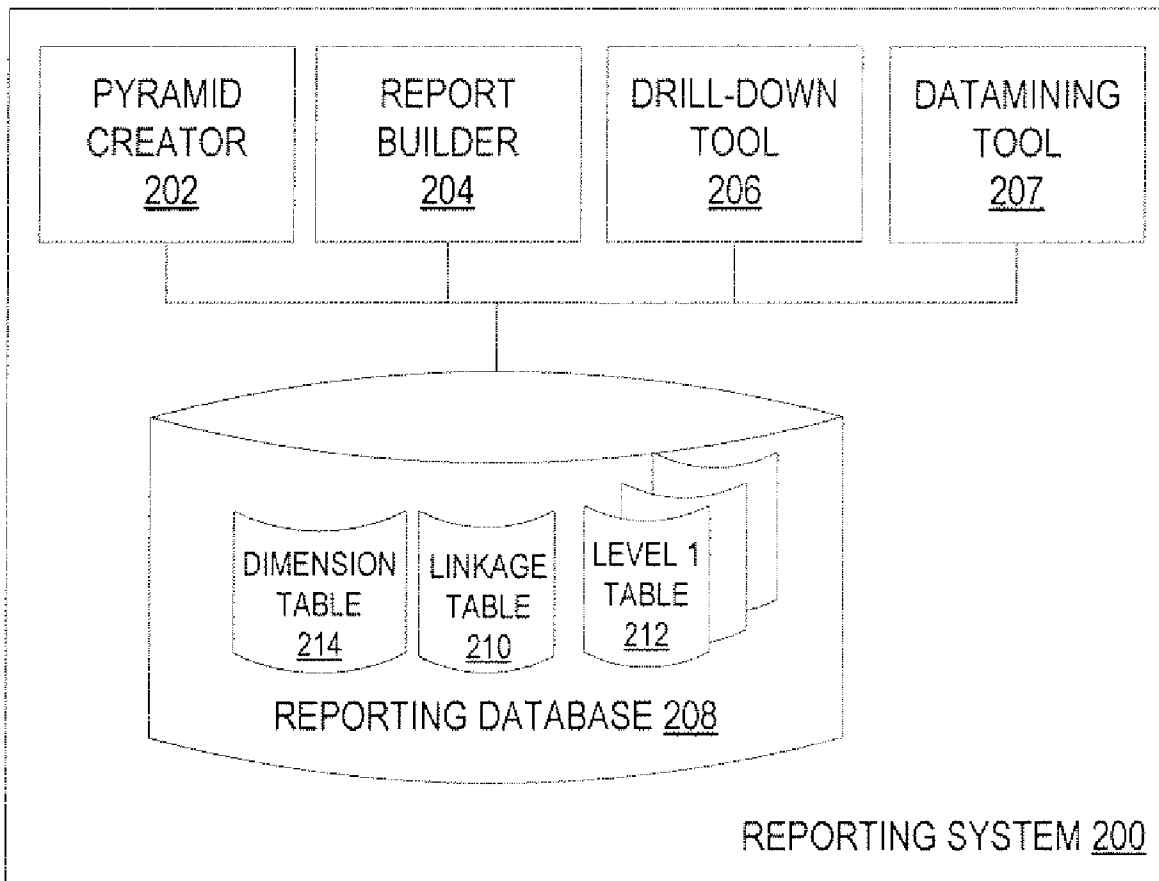 PYRAMID
CREATOR
202
REPORT
BUILDER
204
DRILL-DOWN
TOOL
206
DATAMINING
TOOL
207
DIMENSION
TABLE
214
LINKAGE
TABLE
210
LEVEL 1
TABLE
212
REPORTING DATABASE 208
REPORTING SYSTEM 200